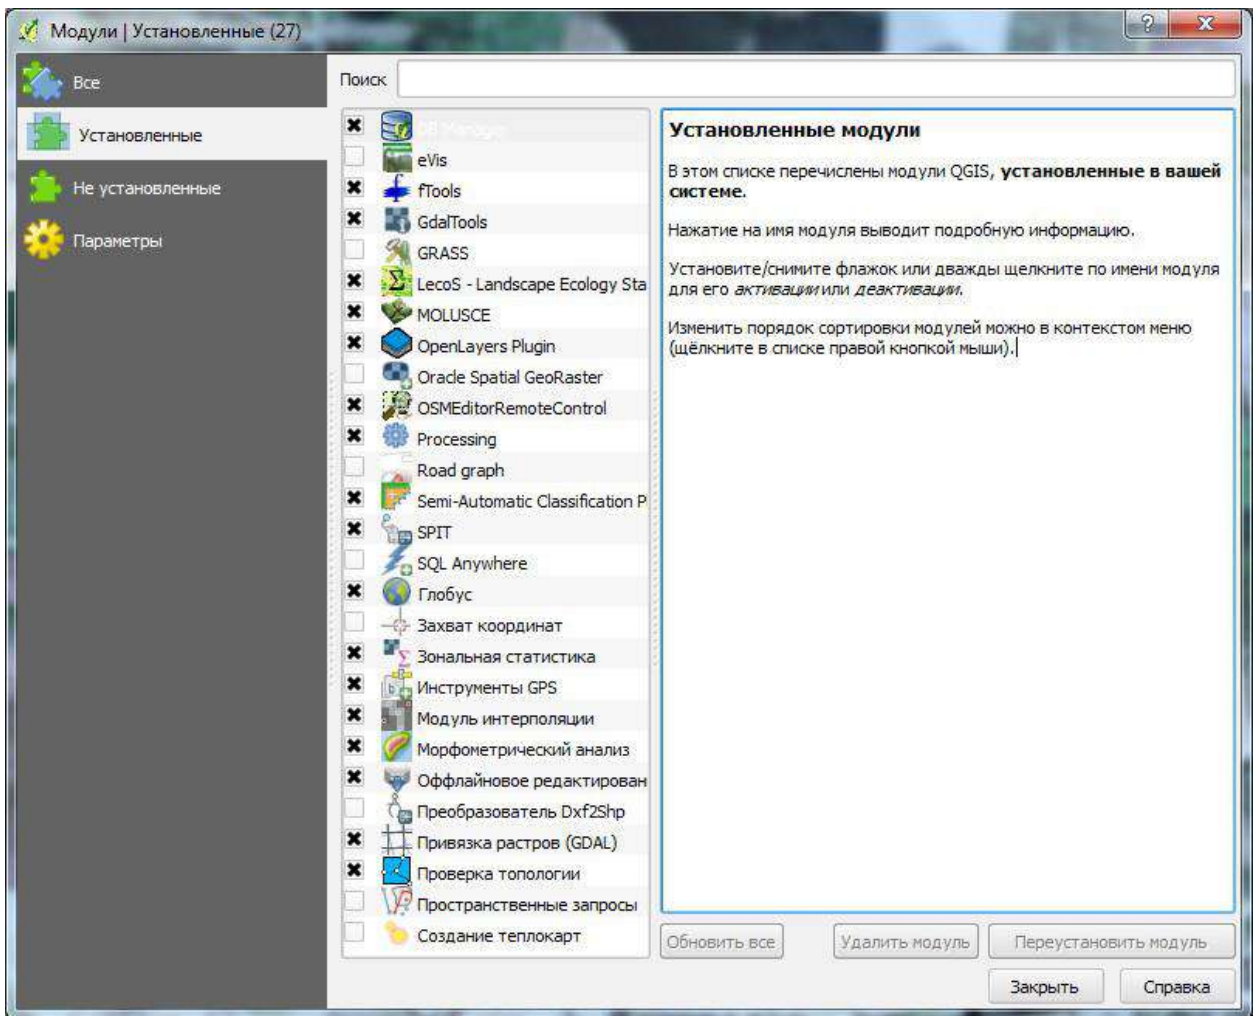 Модули | Установленные (27)
Все
Установленные
Не установленные
Параметры
Поиск
DB Manager
eVis
fTools
GdalTools
GRASS
LecoS - Landscape Ecology Sta
MOLUSCE
OpenLayers Plugin
Oracle Spatial GeoRaster
OSMEditorRemoteControl
Processing
Road graph
Semi-Automatic Classification P
SPIT
SQL Anywhere
Глобус
Захват координат
Зональная статистика
Инструменты GPS
Модуль интерполяции
Морфометрический анализ
Оффлайновое редактирован
Преобразователь Dxf2Shp
Привязка растров (GDAL)
Проверка топологии
Пространственные запросы
Создание теплокарт
Установленные модули
В этом списке перечислены модули QGIS, установленные в вашей
системе.
Нажатие на имя модуля выводит подробную информацию.
Установите/снимите флажок или дважды щелкните по имени модуля
для его активации или деактивации.
Изменить порядок сортировки модулей можно в контекстом меню
(щёлкните в списке правой кнопкой мыши).
Обновить все
Удалить модуль
Переустановить модуль
Закрыть
Справка